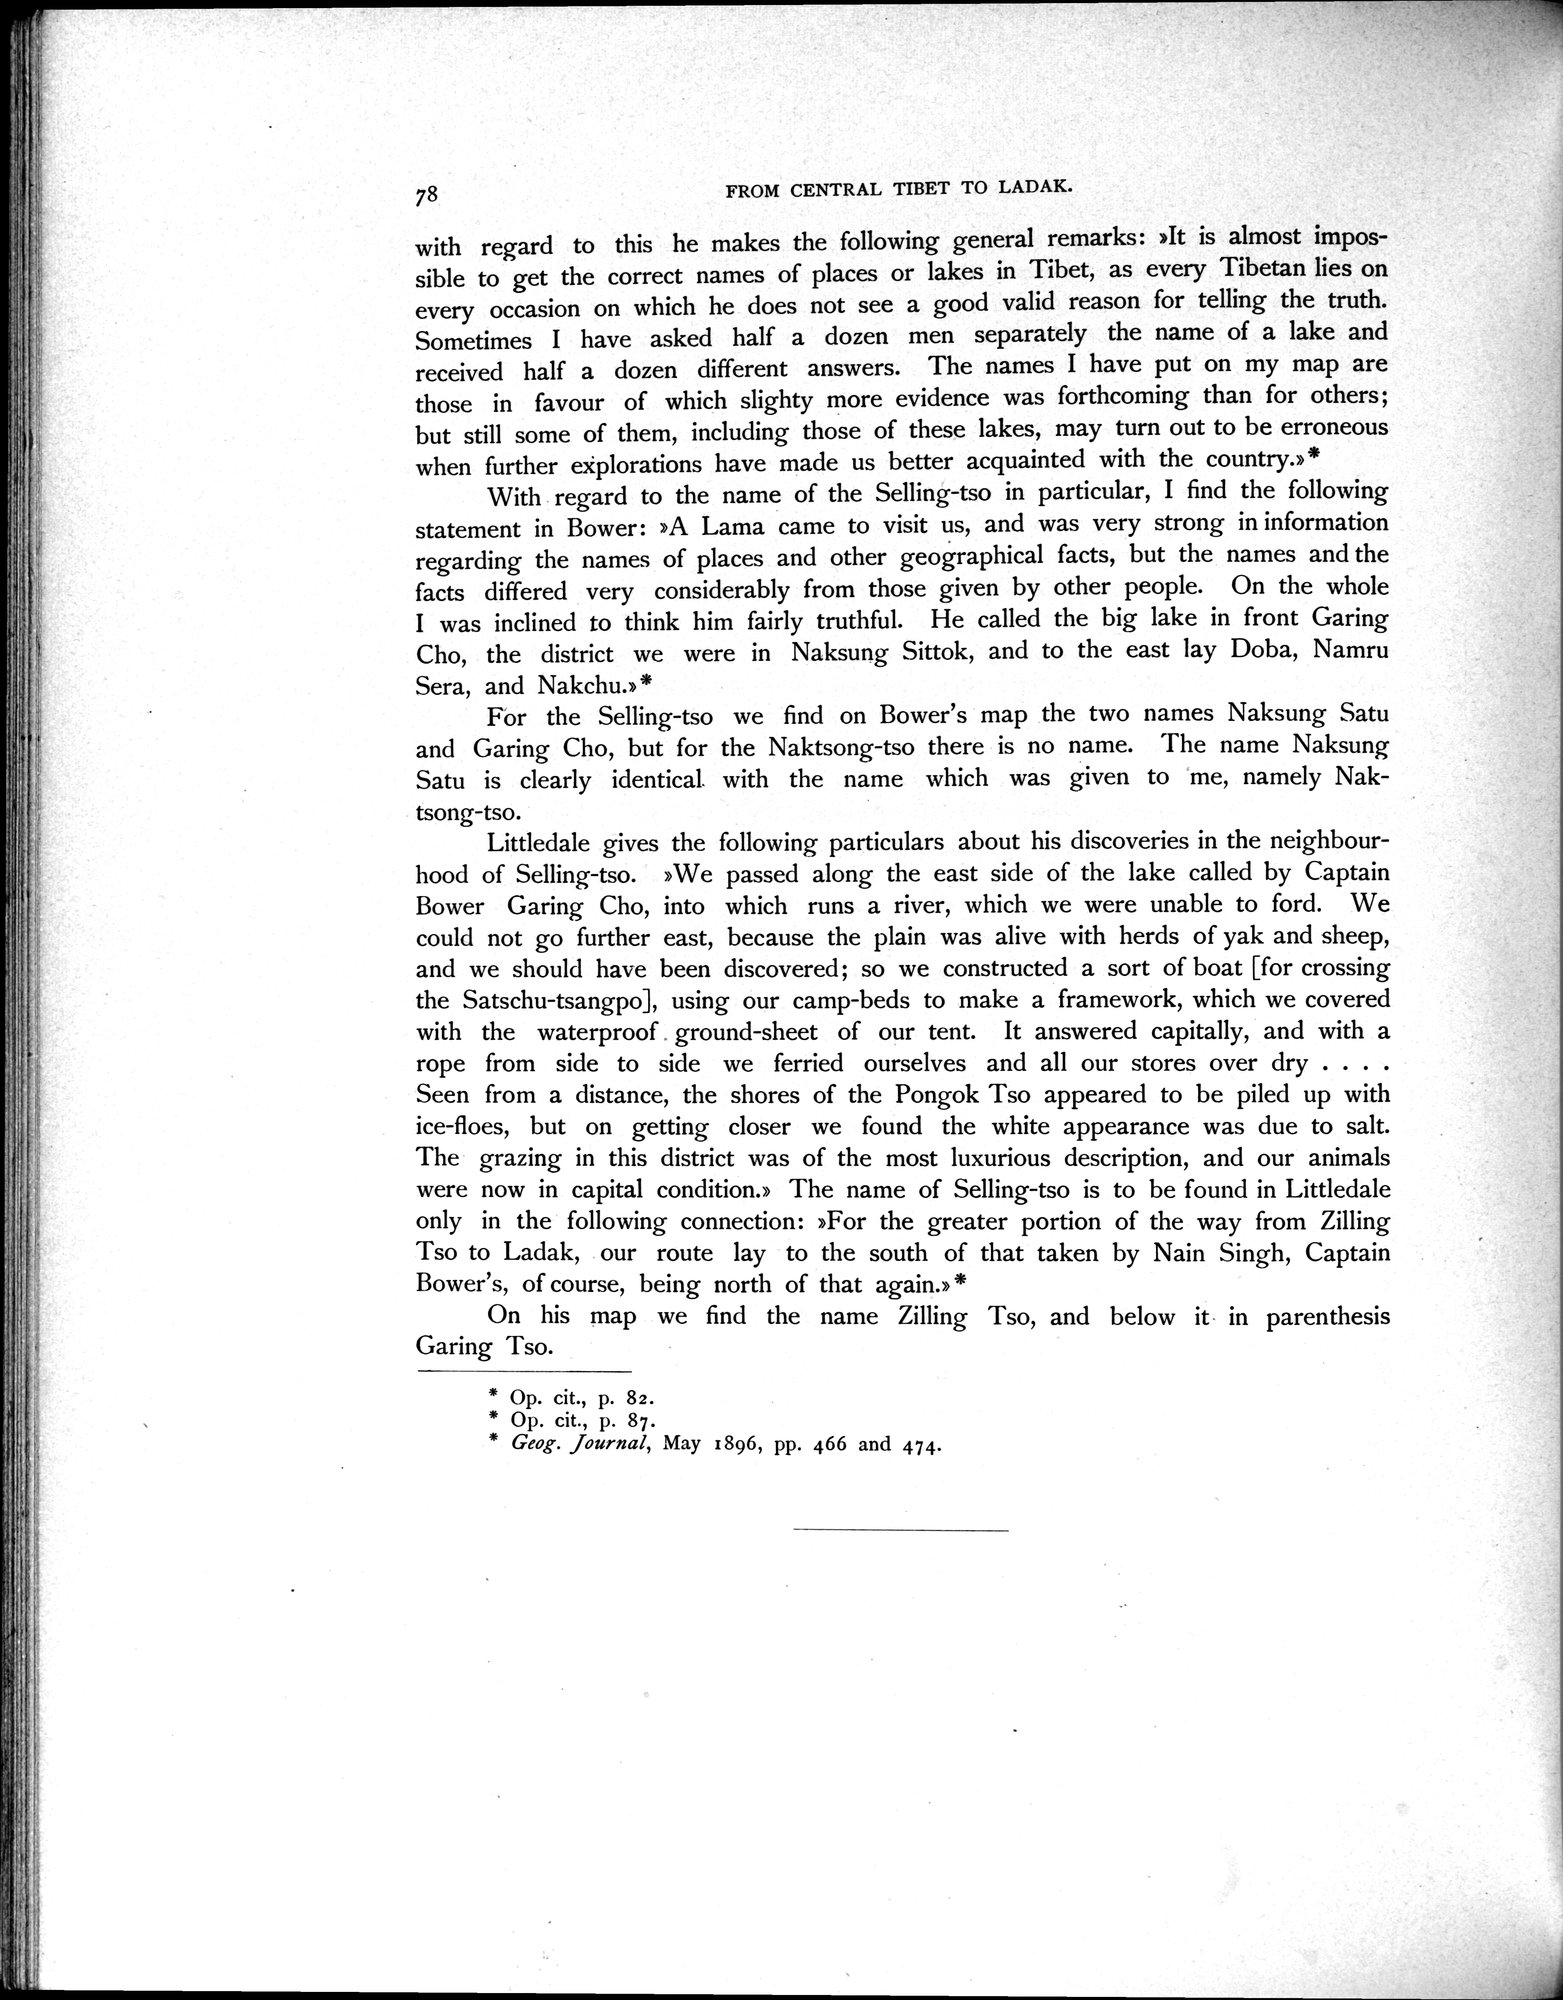 78 FROM CENTRAL TIBET TO LADAK.
with regard to this he makes the following general remarks: »It is almost impos-
sible to get the correct names of places or lakes in Tibet, as every Tibetan lies on
every occasion on which he does not see a good valid reason for telling the truth.
Sometimes I have asked half a dozen men separately the name of a lake and
received half a dozen different answers. The names I have put on my map are
those in favour of which slighty more evidence was forthcoming than for others;
but still some of them, including those of these lakes, may turn out to be erroneous
when further explorations have made us better acquainted with the country.»*
With regard to the name of the Selling-tso in particular, I find the following
statement in Bower: »A Lama came to visit us, and was very strong in information
regarding the names of places and other geographical facts, but the names and the
facts differed very considerably from those given by other people. On the whole
I was inclined to think him fairly truthful. He called the big lake in front Garing
Cho, the district we were in Naksung Sittok, and to the east lay Doba, Namru
Sera, and Nakchu.»*
For the Selling-tso we find on Bower's map the two names Naksung Satu
and Garing Cho, but for the Naktsong-tso there is no name. The name Naksung
Satu is clearly identical with the name which was given to me, namely Nak-
tsong-tso.
Littledale gives the following particulars about his discoveries in the neighbour-
hood of Selling-tso. »We passed along the east side of the lake called by Captain
Bower Garing Cho, into which runs a river, which we were unable to ford. We
could not go further east, because the plain was alive with herds of yak and sheep,
and we should have been discovered; so we constructed a sort of boat [for crossing
the Satschu-tsangpo], using our camp-beds to make a framework, which we covered
with the waterproof ground-sheet of our tent. It answered capitally, and with a
rope from side to side we ferried ourselves and all our stores over dry . . . .
Seen from a distance, the shores of the Pongok Tso appeared to be piled up with
ice-floes, but on getting closer we found the white appearance was due to salt.
The grazing in this district was of the most luxurious description, and our animals
were now in capital condition.» The name of Selling-tso is to be found in Littledale
only in the following connection: »For the greater portion of the way from Zilling
Tso to Ladak, our route lay to the south of that taken by Nain Singh, Captain
Bower's, of course, being north of that again.»*
On his map we find the name Zilling Tso, and below it in parenthesis
Garing Tso.
* Op. cit., p. 82.
* Op. cit., p. 87.
* Geog. Journal, May 1896, pp. 466 and 474.